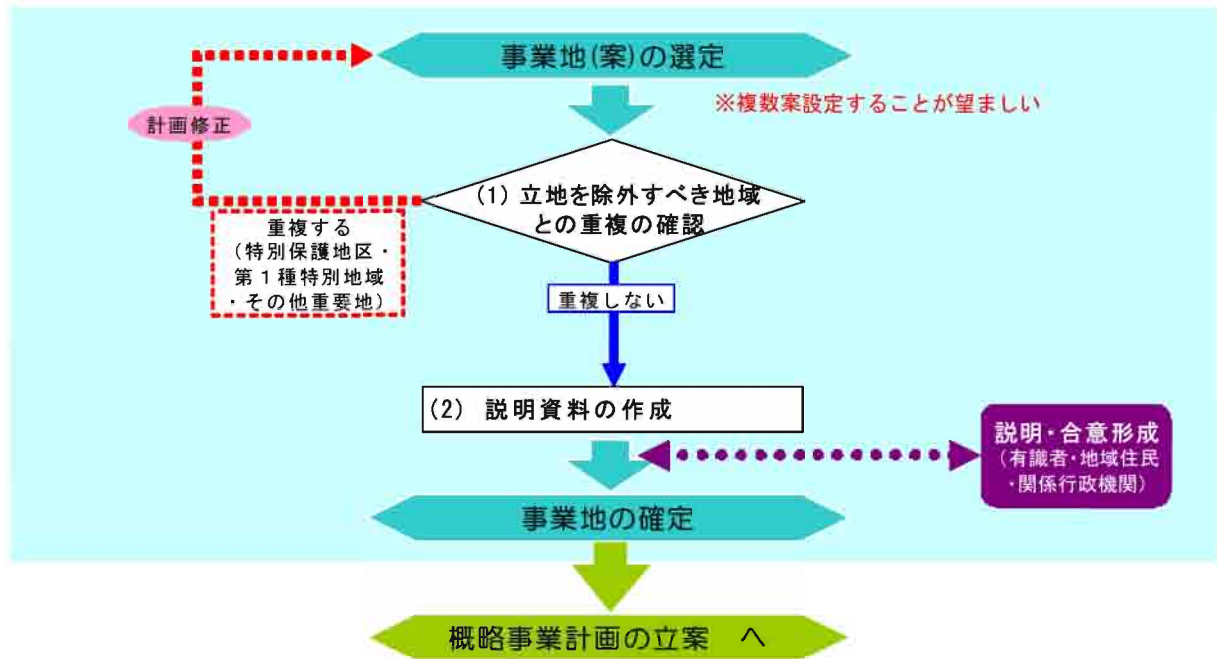 事業地(案)の選定
※複数案設定することが望ましい
計画修正
(1) 立地を除外すべき地域
との重複の確認
重複する
(特別保護地区・
第１種特別地域
・その他重要地)
重複しない
(2) 説明資料の作成
説明・合意形成
(有識者・地域住民
・関係行政機関)
事業地の確定
概略事業計画の立案 へ